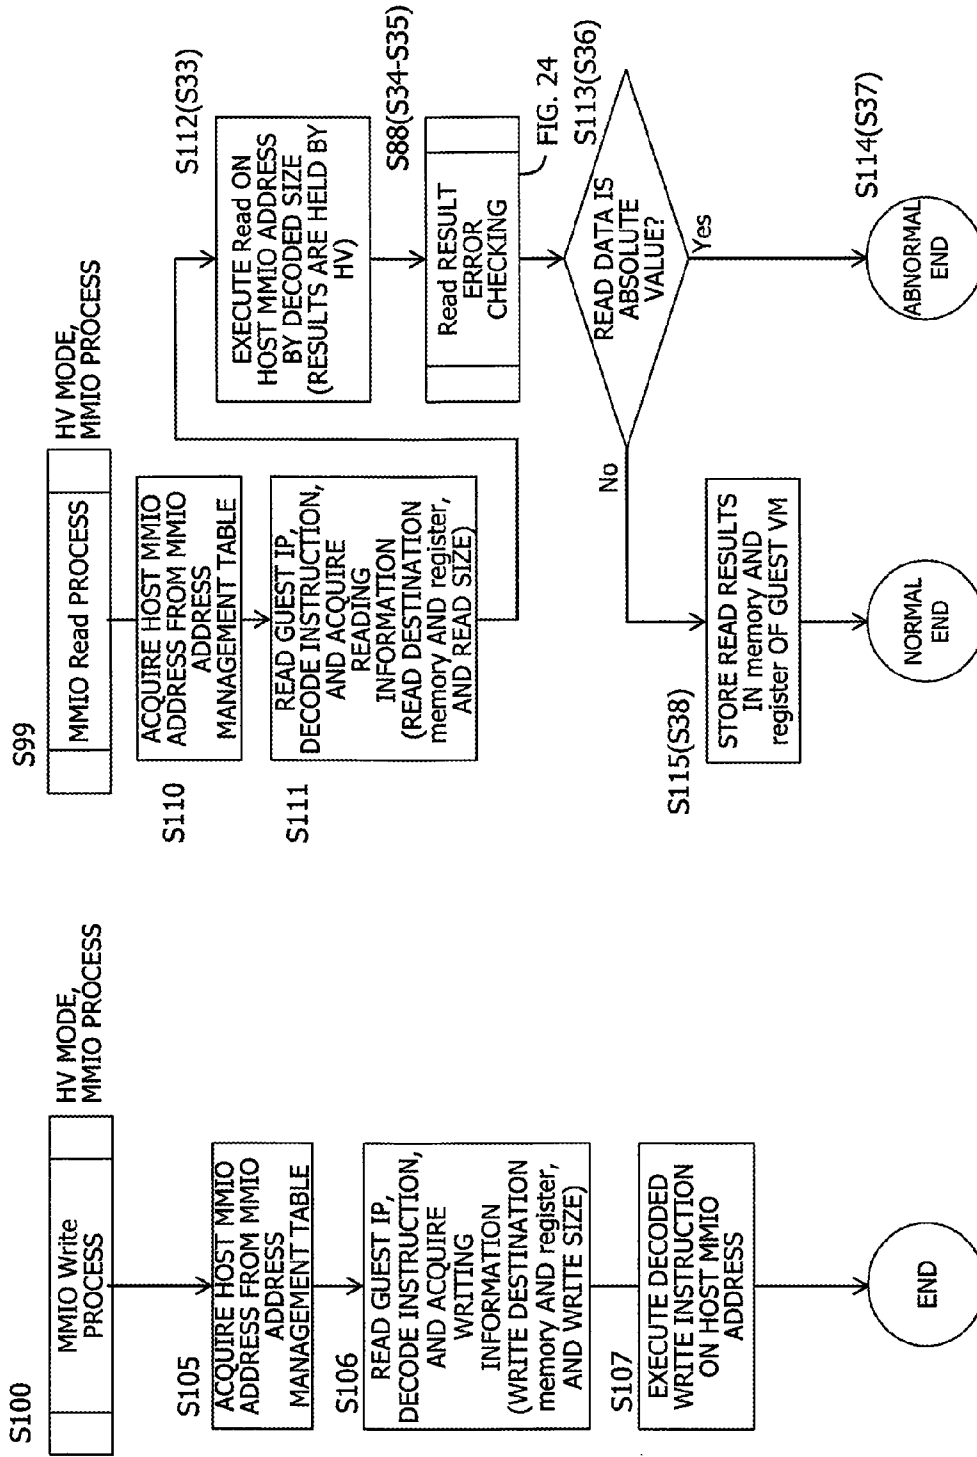 S100
MMIO Write
PROCESS
HV MODE,
MMIO PROCESS
S105
ACQUIRE HOST MMIO
ADDRESS FROM MMIO
ADDRESS
MANAGEMENT TABLE
S106
READ GUEST IP,
DECODE INSTRUCTION,
AND ACQUIRE
WRITING
INFORMATION
(WRITE DESTINATION
memory AND register,
AND WRITE SIZE)
S107
EXECUTE DECODED
WRITE INSTRUCTION
ON HOST MMIO
ADDRESS
END
S99
MMIO Read PROCESS
HV MODE,
MMIO PROCESS
S110
ACQUIRE HOST MMIO
ADDRESS FROM MMIO
ADDRESS
MANAGEMENT TABLE
S111
READ GUEST IP,
DECODE INSTRUCTION,
AND ACQUIRE
READING
INFORMATION
(READ DESTINATION
memory AND register,
AND READ SIZE)
S112(S33)
EXECUTE Read ON
HOST MMIO ADDRESS
BY DECODED SIZE
(RESULTS ARE HELD BY
HV)
S88(S34-S35)
Read RESULT
ERROR
CHECKING
FIG. 24
S113(S36)
READ DATA IS
ABSOLUTE
VALUE?
No
Yes
S115(S38)
STORE READ RESULTS
IN memory AND
register OF GUEST VM
NORMAL
END
S114(S37)
ABNORMAL
END